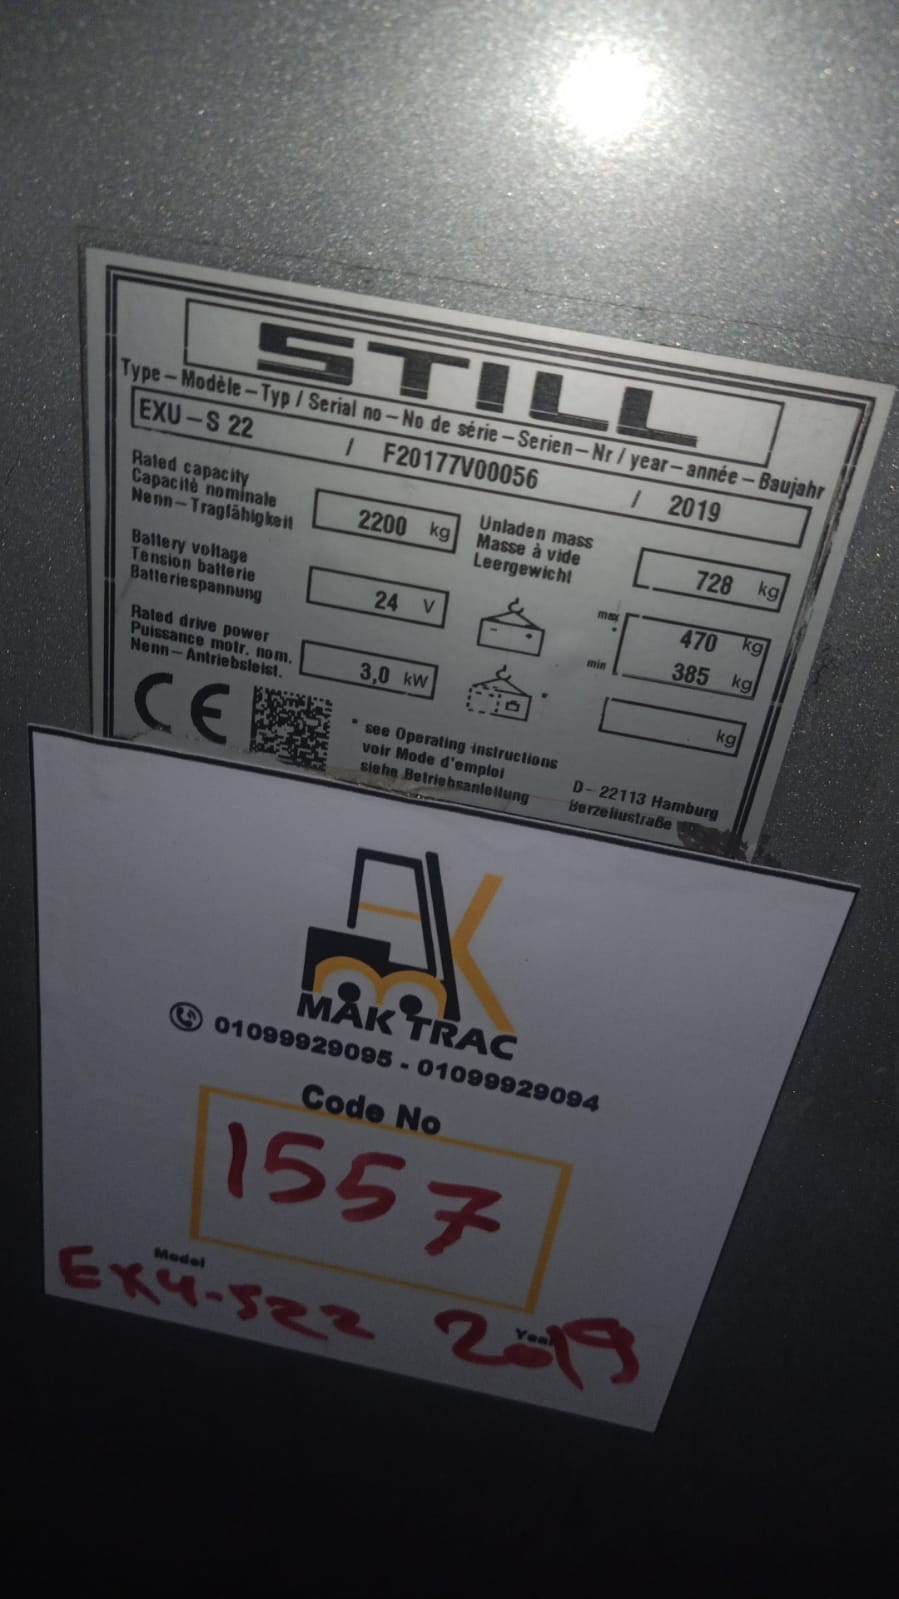 STILL
Type – Modèle – Typ / Serial no – No de série – Serien – Nr / year – année – Baujahr
EXU – S 22 / F20177V00056 / 2019
Rated capacity
Capacité nominale
Nenn – Tragfähigkeit
2200 kg
Unladen mass
Masse à vide
Leergewicht
728 kg
Battery voltage
Tension batterie
Batteriespannung
24 V
max
470 kg
min
385 kg
Rated drive power
Puissance motr. nom.
Nenn – Antriebsleist.
3,0 kW
*
kg
CE
* see Operating instructions
voir Mode d'emploi
siehe Betriebsanleitung
D – 22113 Hamburg
Berzeliusstraße
MAK TRAC
01099929095 - 01099929094
Code No
1557
Model
EXU-S22
Year
2019